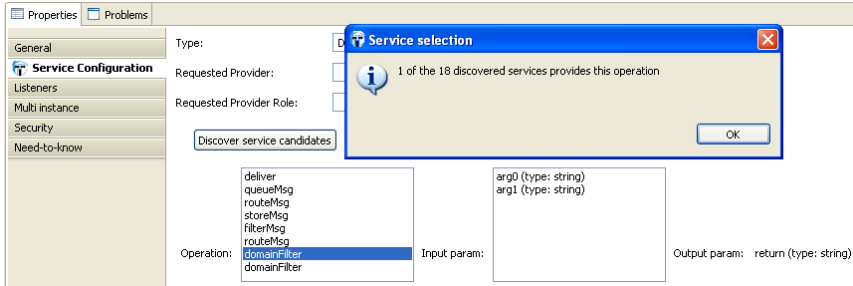 Properties
Problems
General
Service Configuration
Listeners
Multi instance
Security
Need-to-know
Type:
D
Requested Provider:
Requested Provider Role:
Discover service candidates
Service selection
1 of the 18 discovered services provides this operation
OK
Operation:
deliver
queueMsg
routeMsg
storeMsg
filterMsg
routeMsg
domainFilter
domainFilter
Input param:
arg0 (type: string)
arg1 (type: string)
Output param: return (type: string)